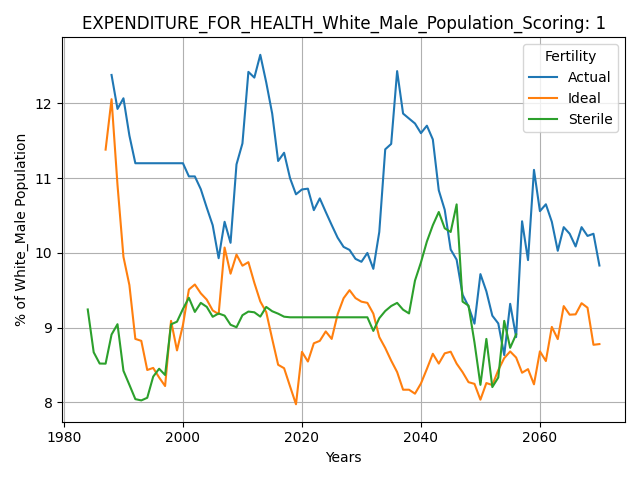 EXPENDITURE_FOR_HEALTH_White_Male_Population_Scoring: 1
Fertility
Actual
Ideal
Sterile
% of White_Male Population
12
11
10
9
8
1980
2000
2020
2040
2060
Years